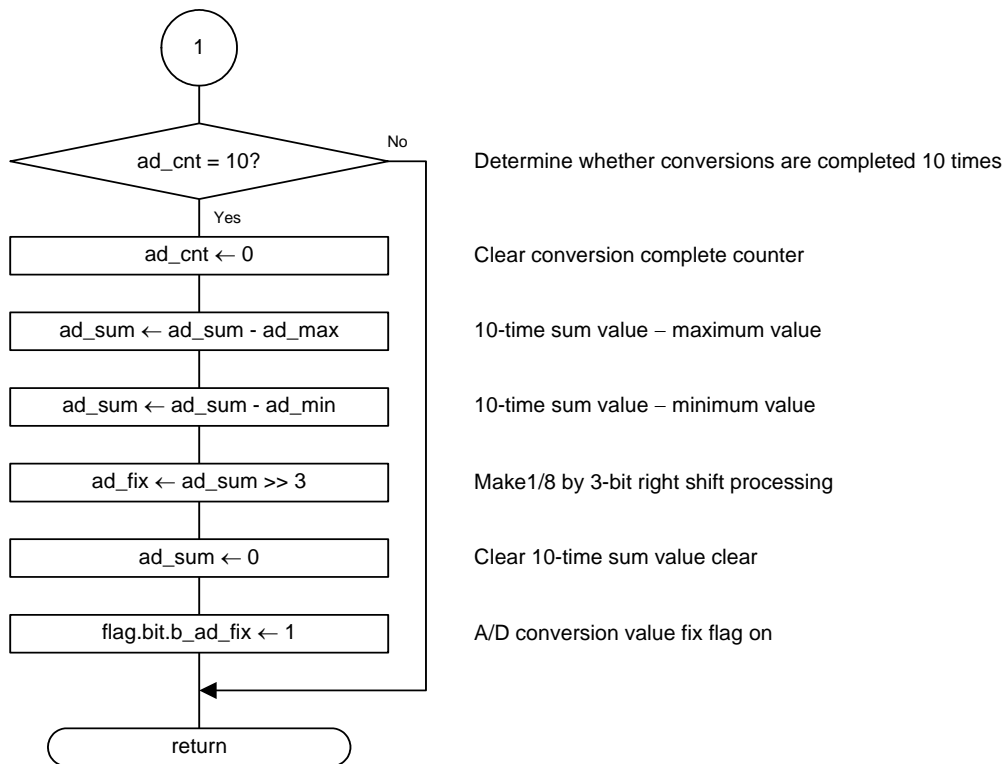 1
No
ad_cnt = 10?
Determine whether conversions are completed 10 times
Yes
ad_cnt ← 0
Clear conversion complete counter
ad_sum ← ad_sum - ad_max
10-time sum value – maximum value
ad_sum ← ad_sum - ad_min
10-time sum value – minimum value
ad_fix ← ad_sum >> 3
Make1/8 by 3-bit right shift processing
ad_sum ← 0
Clear 10-time sum value clear
flag.bit.b_ad_fix ← 1
A/D conversion value fix flag on
return